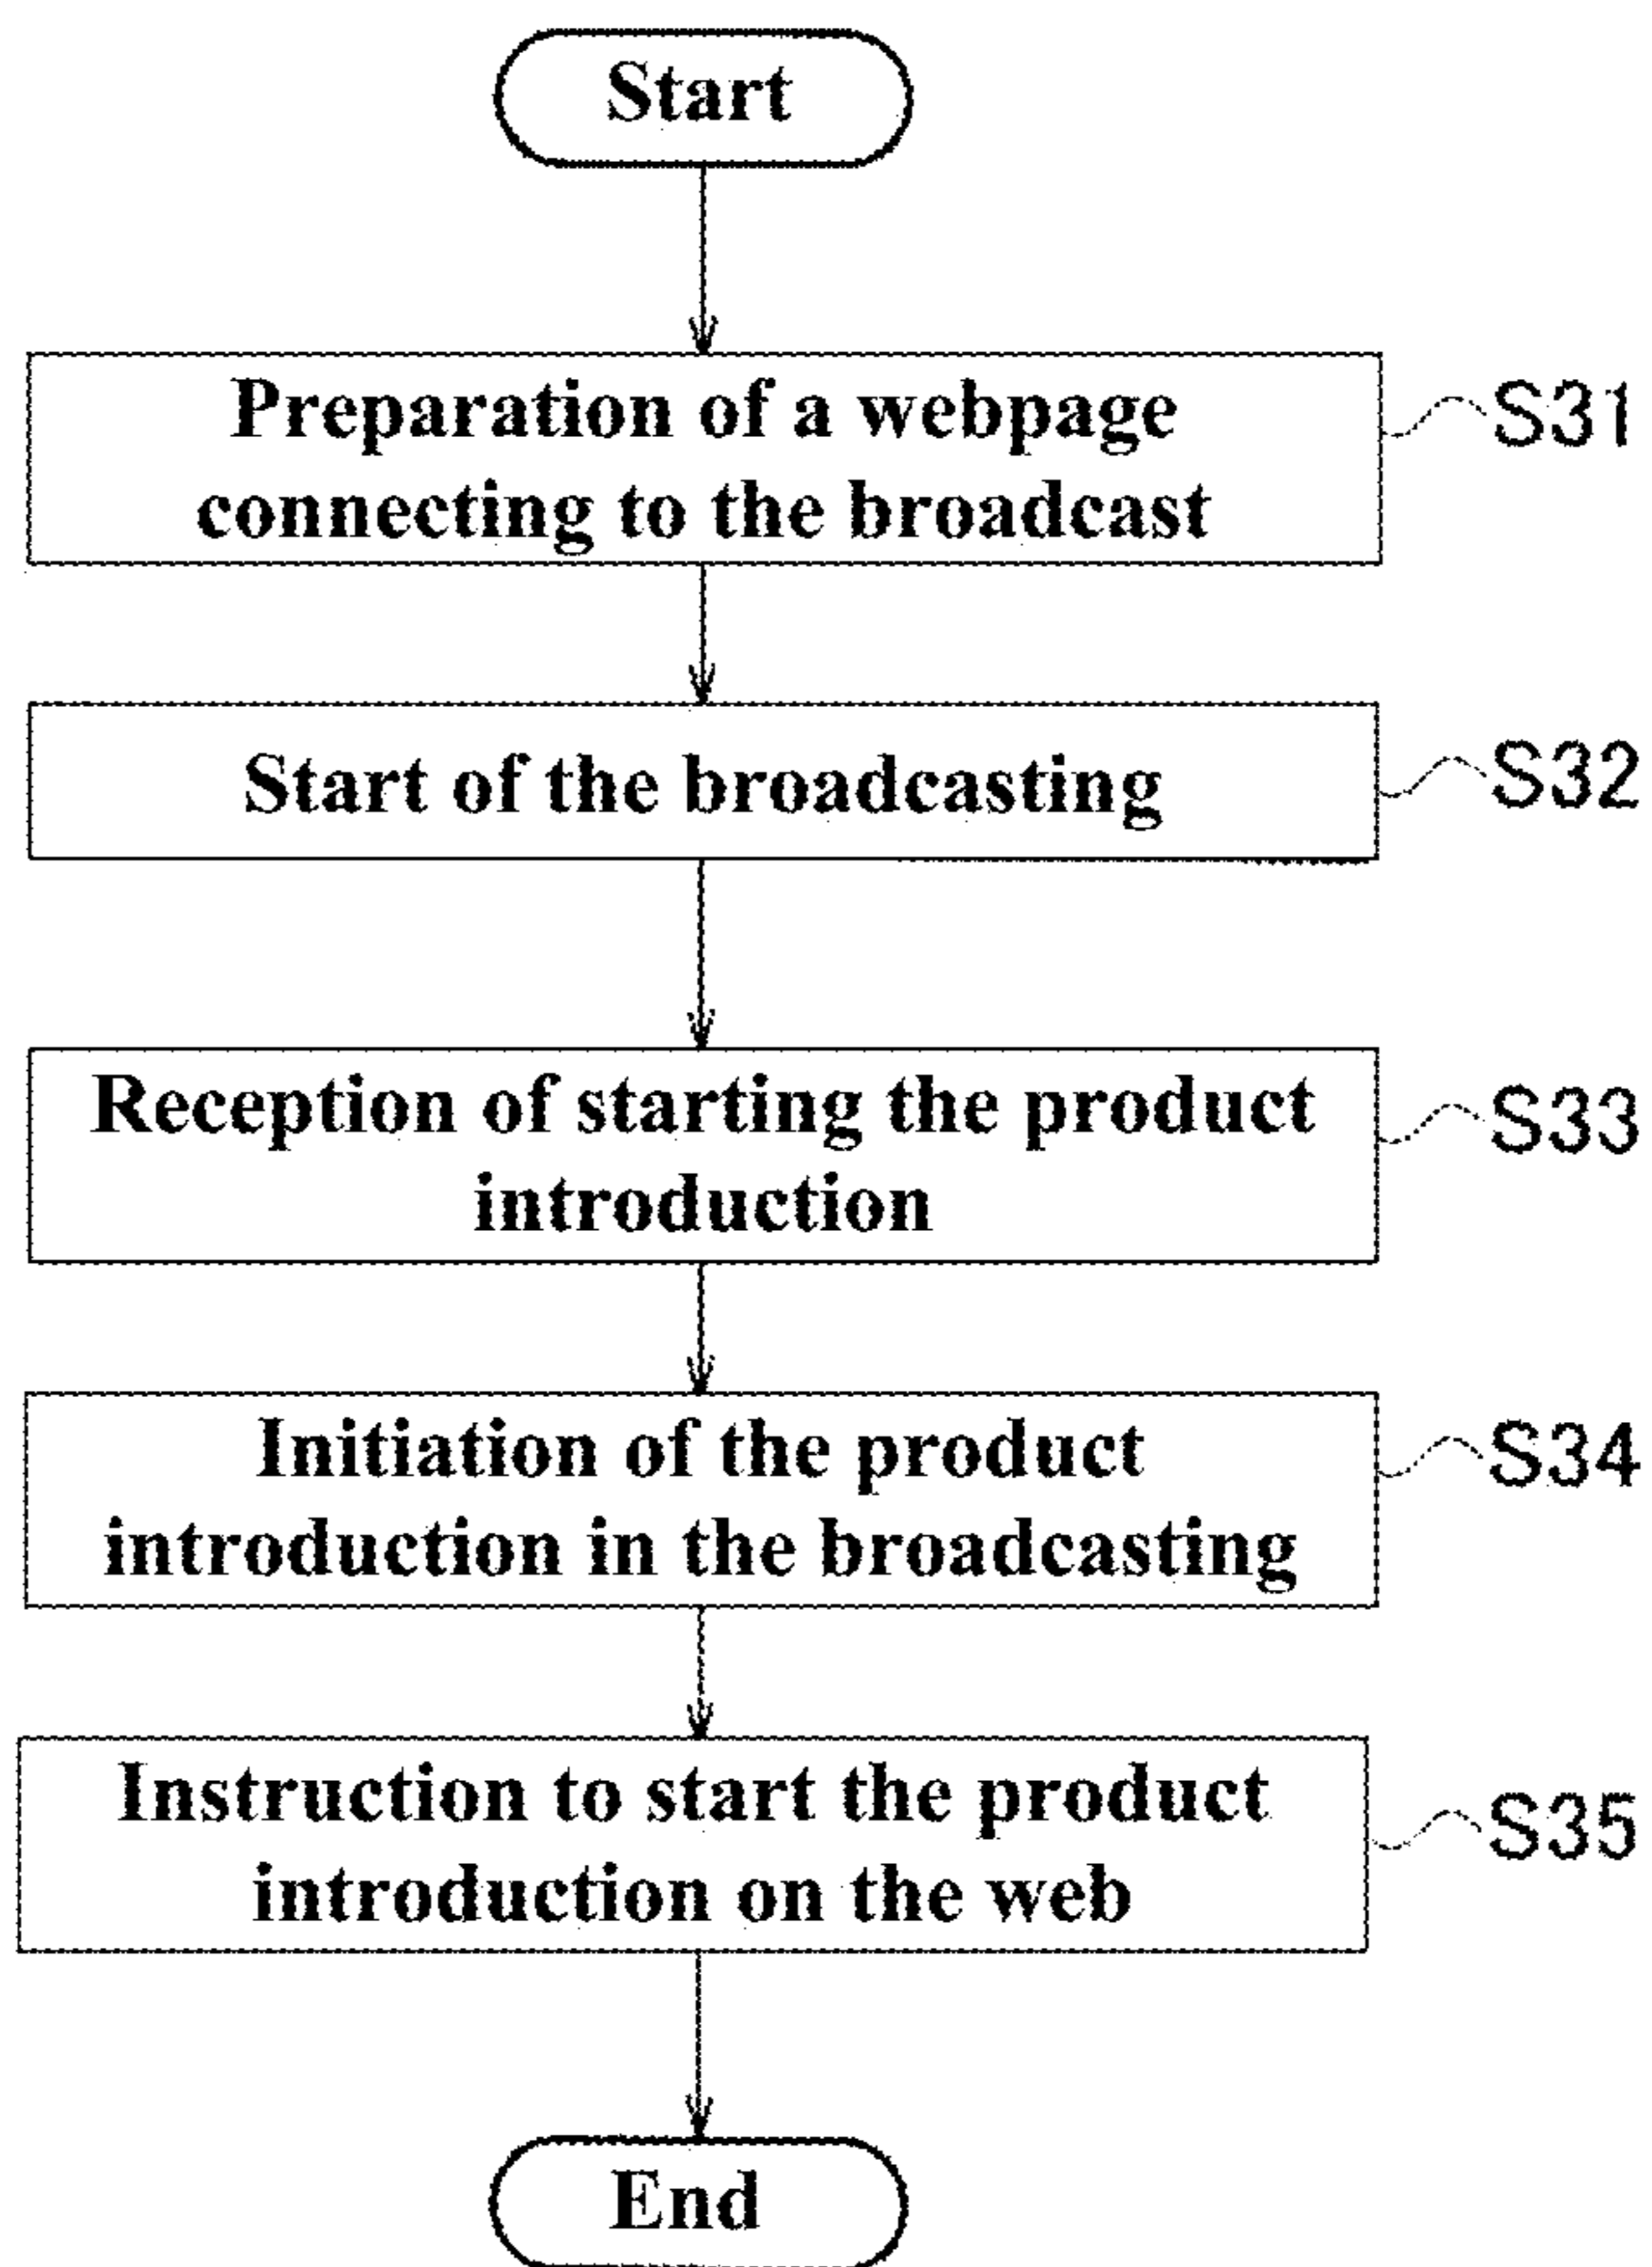 Start
Preparation of a webpage
connecting to the broadcast
S31
Start of the broadcasting
S32
Reception of starting the product
introduction
S33
Initiation of the product
introduction in the broadcasting
S34
Instruction to start the product
introduction on the web
S35
End